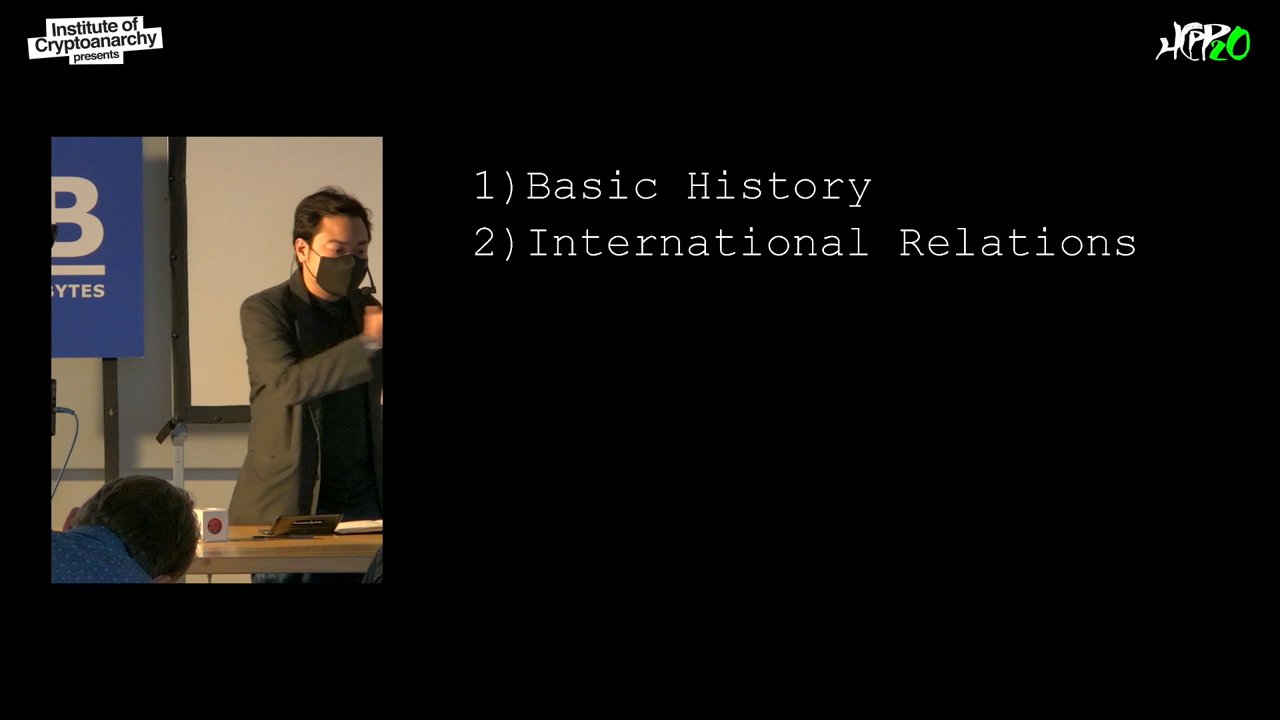 Institute of
Cryptoanarchy
presents
HCPP20
1)Basic History
2)International Relations
B
BYTES